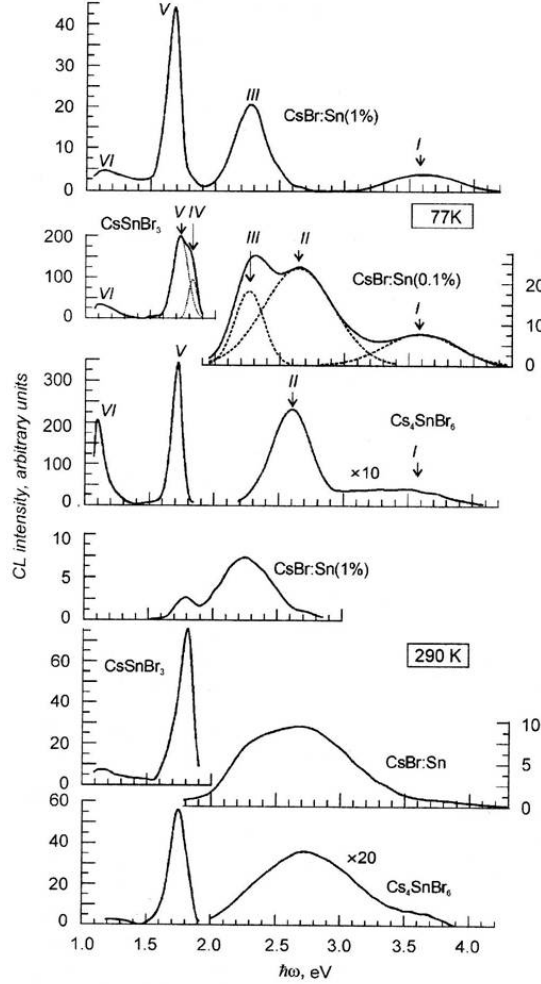 CL intensity, arbitrary units
V
III
CsBr:Sn(1%)
VI
I
40
30
20
10
0
77K
CsSnBr₃
V IV
III
II
CsBr:Sn(0.1%)
I
VI
200
100
0
20
10
0
V
VI
II
Cs₄SnBr₆
I
×10
300
200
100
0
10
5
0
CsBr:Sn(1%)
290 K
CsSnBr₃
60
40
20
0
10
5
0
CsBr:Sn
60
40
20
0
×20
Cs₄SnBr₆
1.0 1.5 2.0 2.5 3.0 3.5 4.0
ℏω, eV